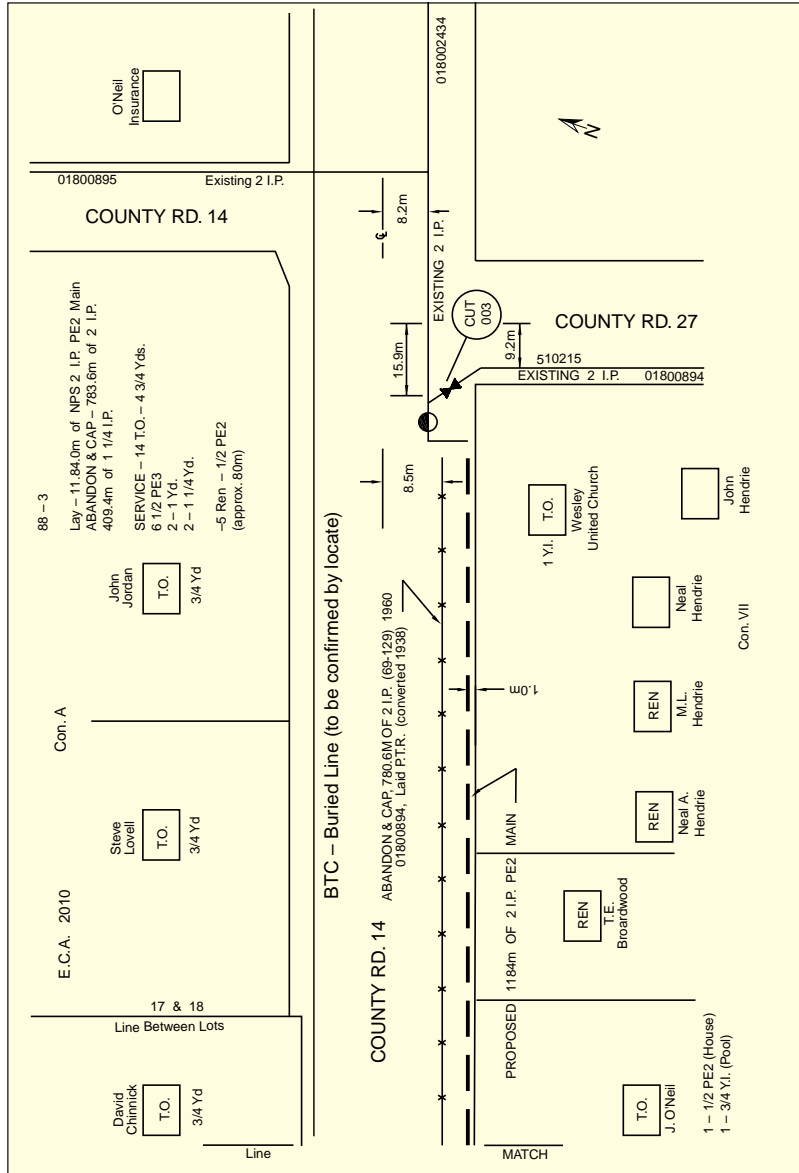 David
Chinnick
T.O.
3/4 Yd
Line
17 & 18
Line Between Lots
E.C.A. 2010
Con. A
Steve
Lovell
T.O.
3/4 Yd
John
Jordan
T.O.
3/4 Yd
88 – 3
Lay – 11.84.0m of NPS 2 I.P. PE2 Main
ABANDON & CAP – 783.6m of 2 I.P.
409.4m of 1 1/4 I.P.
SERVICE – 14 T.O. – 4 3/4 Yds.
6 1/2 PE3
2 – 1 Yd.
2 – 1 1/4 Yd.
–5 Ren – 1/2 PE2
(approx. 80m)
COUNTY RD. 14
01800895
Existing 2 I.P.
O'Neil
Insurance
BTC – Buried Line (to be confirmed by locate)
COUNTY RD. 14
ABANDON & CAP, 780.6M OF 2 I.P. (69-129) 1960
01800894, Laid P.T.R. (converted 1938)
8.5m
15.9m
℄
8.2m
EXISTING 2 I.P.
018002434
CUT
003
9.2m
1.0m
PROPOSED 1184m OF 2 I.P. PE2 MAIN
MATCH
T.O.
J. O'Neil
1 – 1/2 PE2 (House)
1 – 3/4 Y.I. (Pool)
REN
T.E.
Broardwood
REN
Neal A.
Hendrie
REN
M.L.
Hendrie
Neal
Hendrie
Con. VII
1 Y.I.
T.O.
Wesley
United Church
John
Hendrie
510215
EXISTING 2 I.P. 01800894
COUNTY RD. 27
N